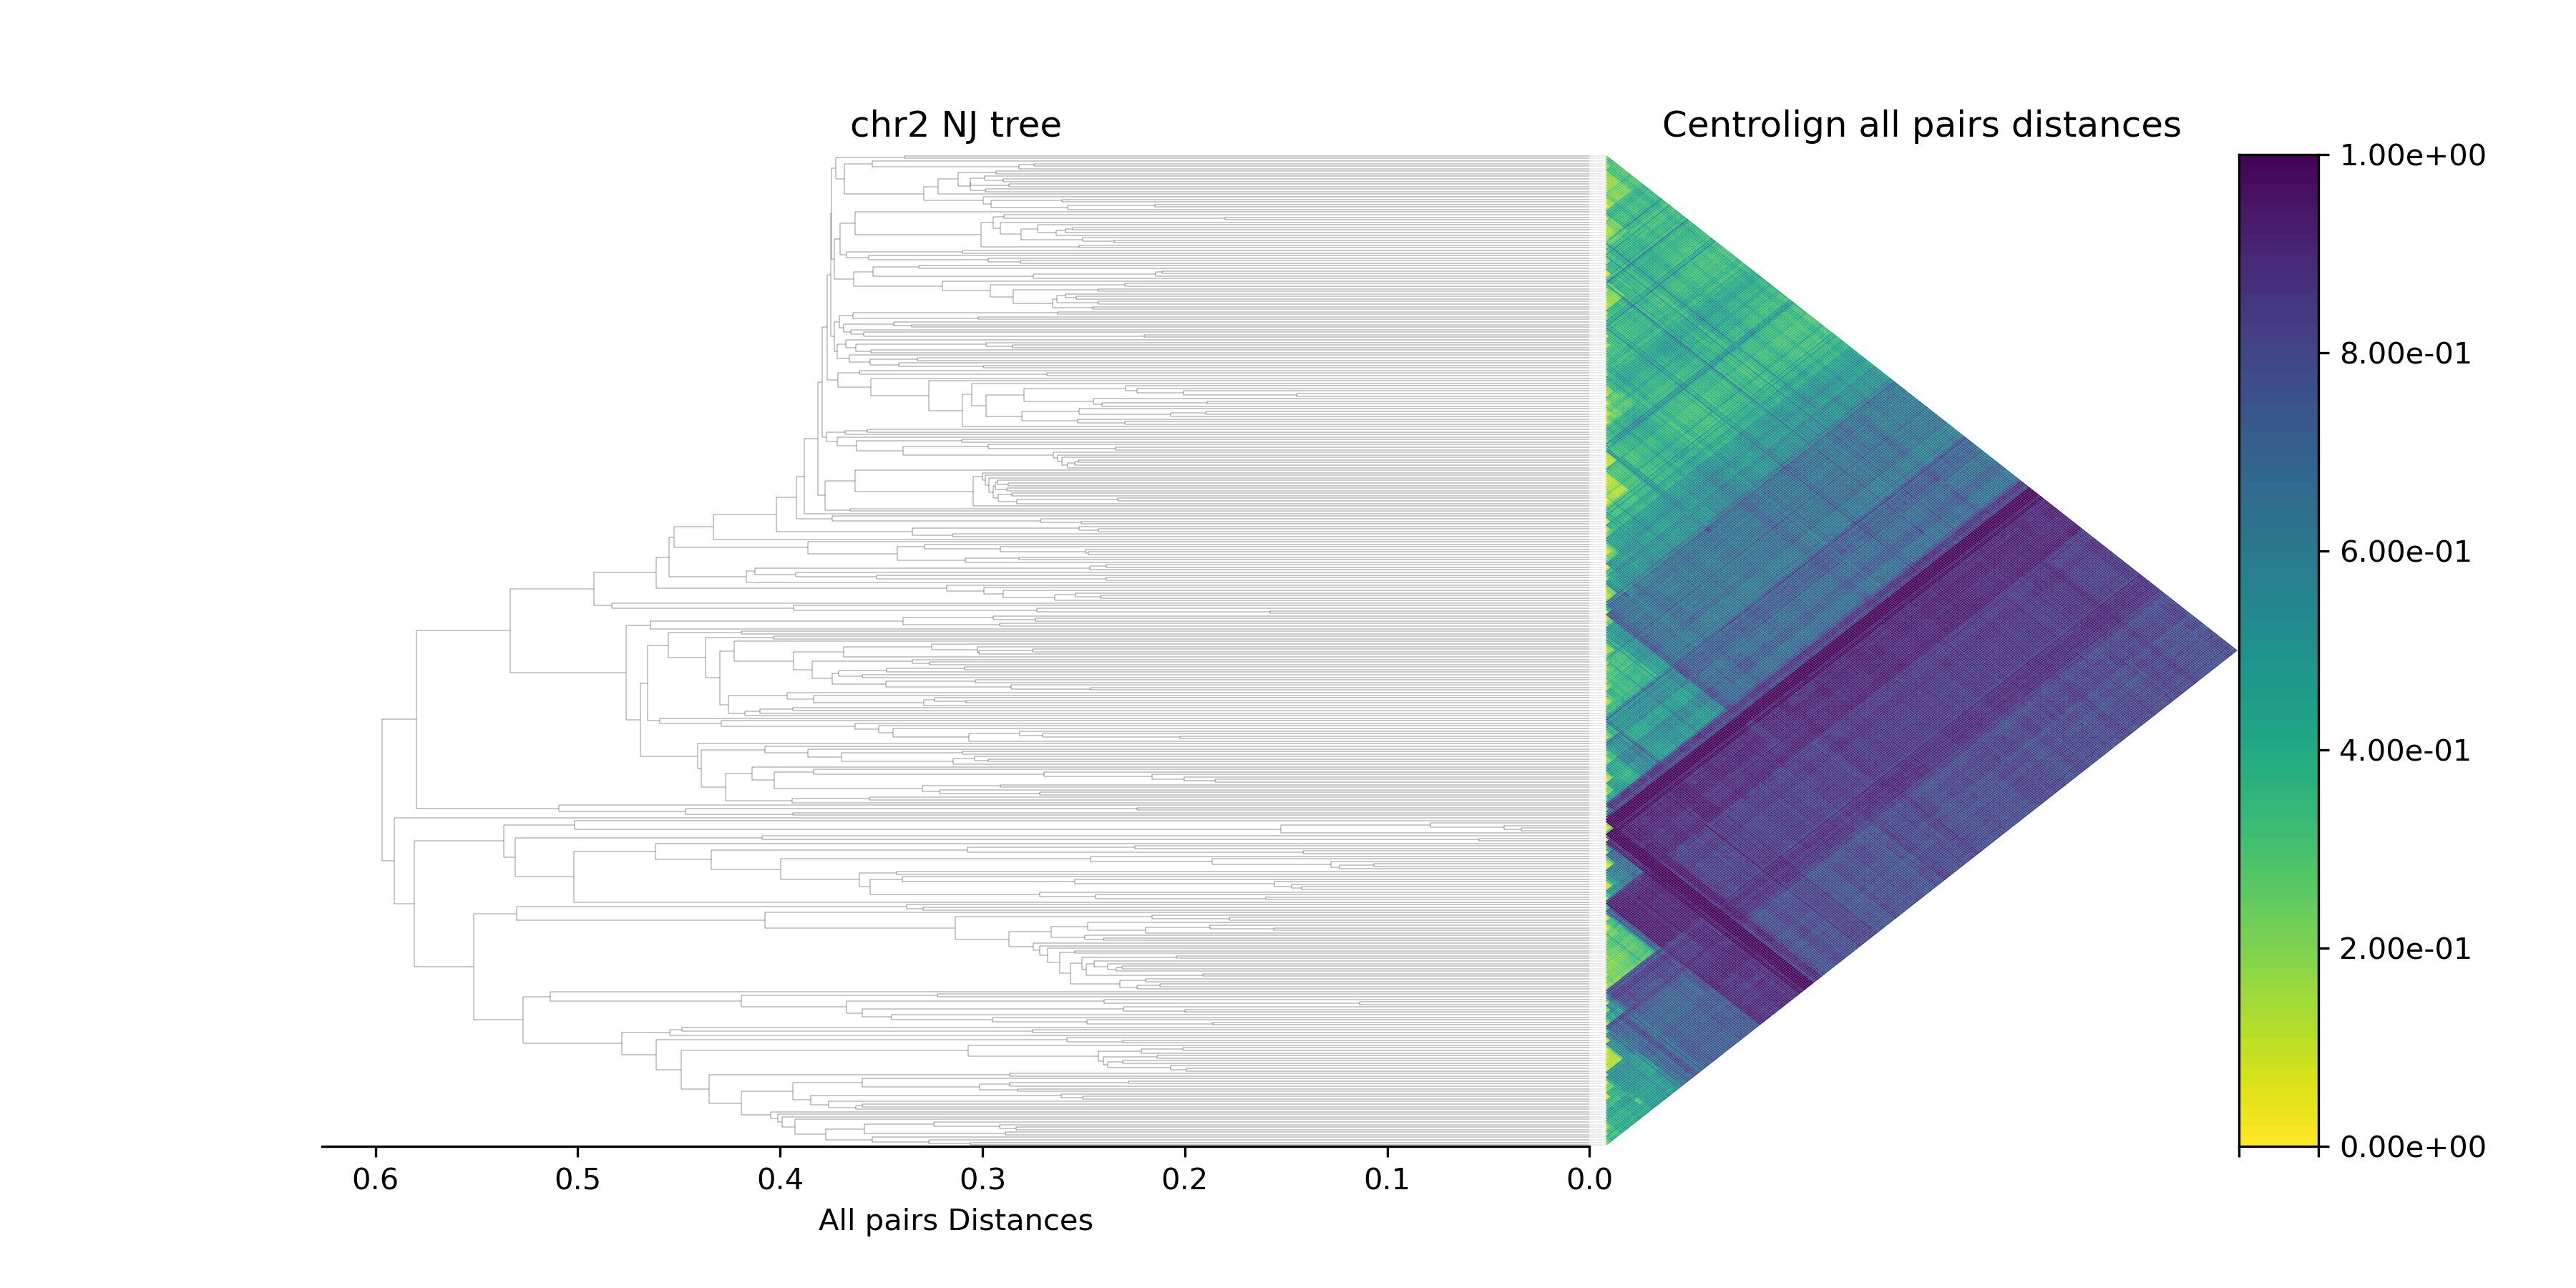 chr2 NJ tree
Centrolign all pairs distances
1.00e+00
8.00e-01
6.00e-01
4.00e-01
2.00e-01
0.00e+00
0.6 0.5 0.4 0.3 0.2 0.1 0.0
All pairs Distances